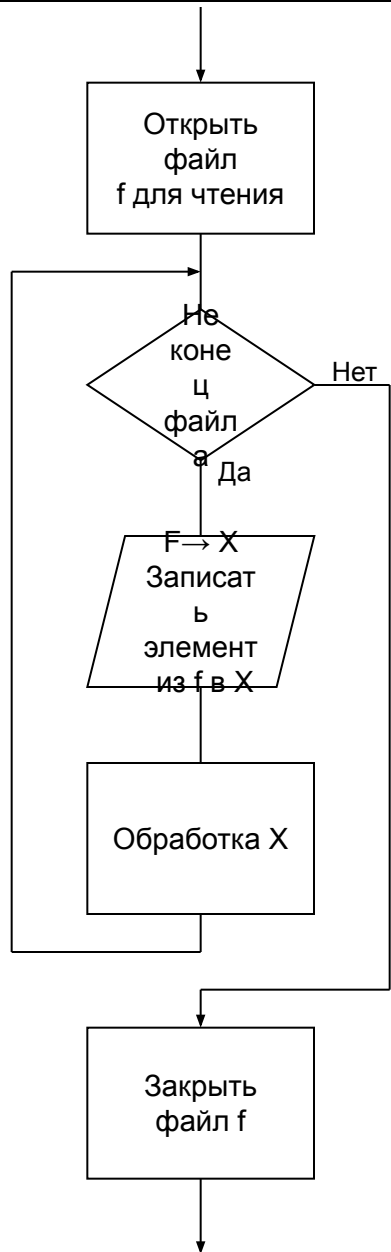 Открыть
файл
f для чтения
Не
коне
ц
файл
а
Нет
Да
F→ X
Записат
ь
элемент
из f в X
Обработка X
Закрыть
файл f